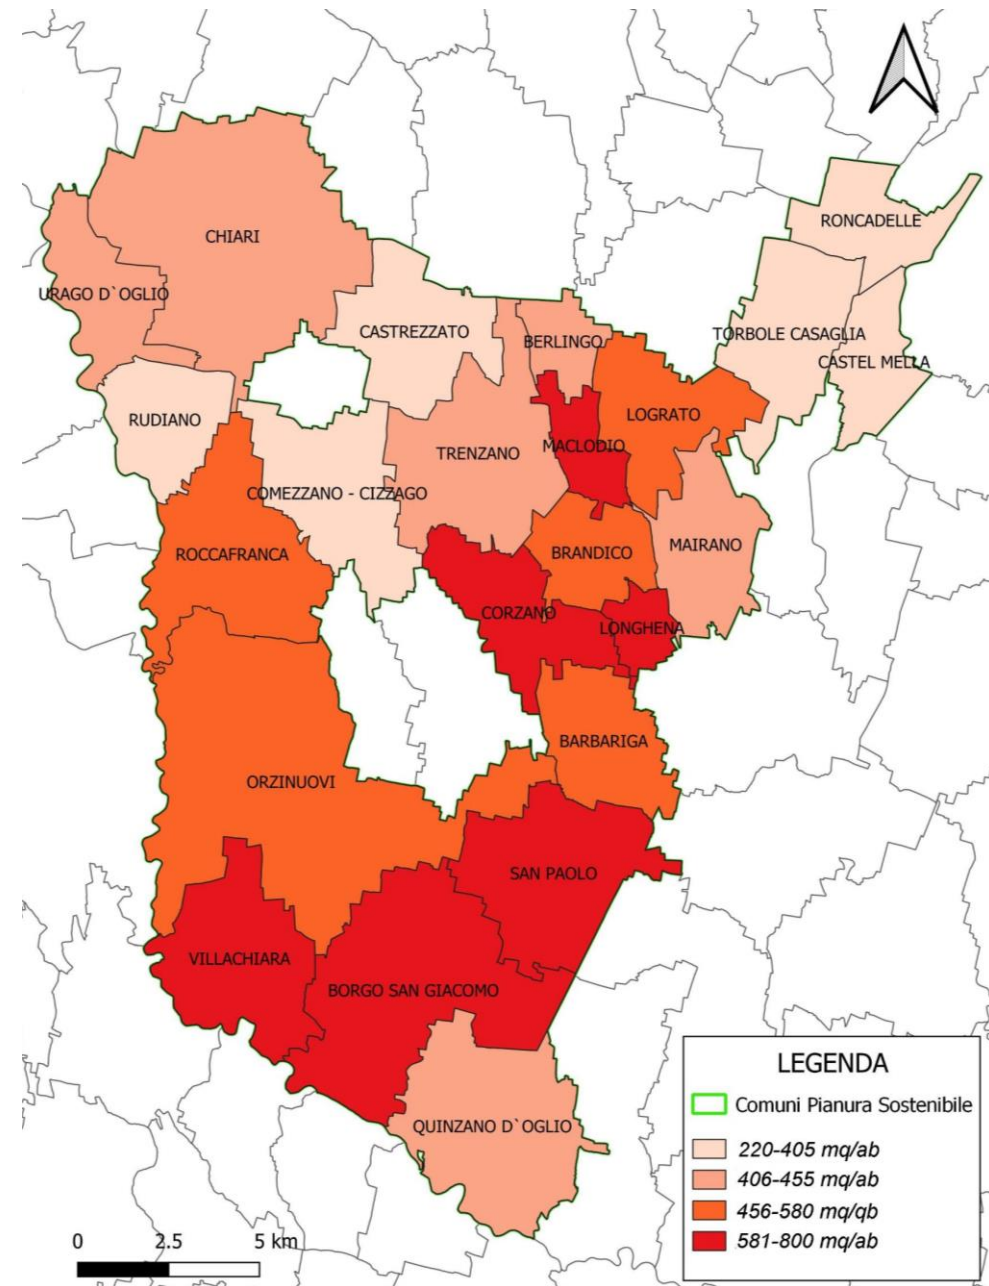 RONCADELLE
CHIARI
URAGO D`OGLIO
CASTREZZATO
BERLINGO
TORBOLE CASAGLIA
CASTEL MELLA
RUDIANO
LOGRATO
MACLODIO
TRENZANO
COMEZZANO - CIZZAGO
ROCCAFRANCA
BRANDICO
MAIRANO
CORZANO
LONGHENA
BARBARIGA
ORZINUOVI
SAN PAOLO
VILLACHIARA
BORGO SAN GIACOMO
QUINZANO D`OGLIO
LEGENDA
Comuni Pianura Sostenibile
220-405 mq/ab
406-455 mq/ab
456-580 mq/qb
581-800 mq/ab
0 2.5 5 km